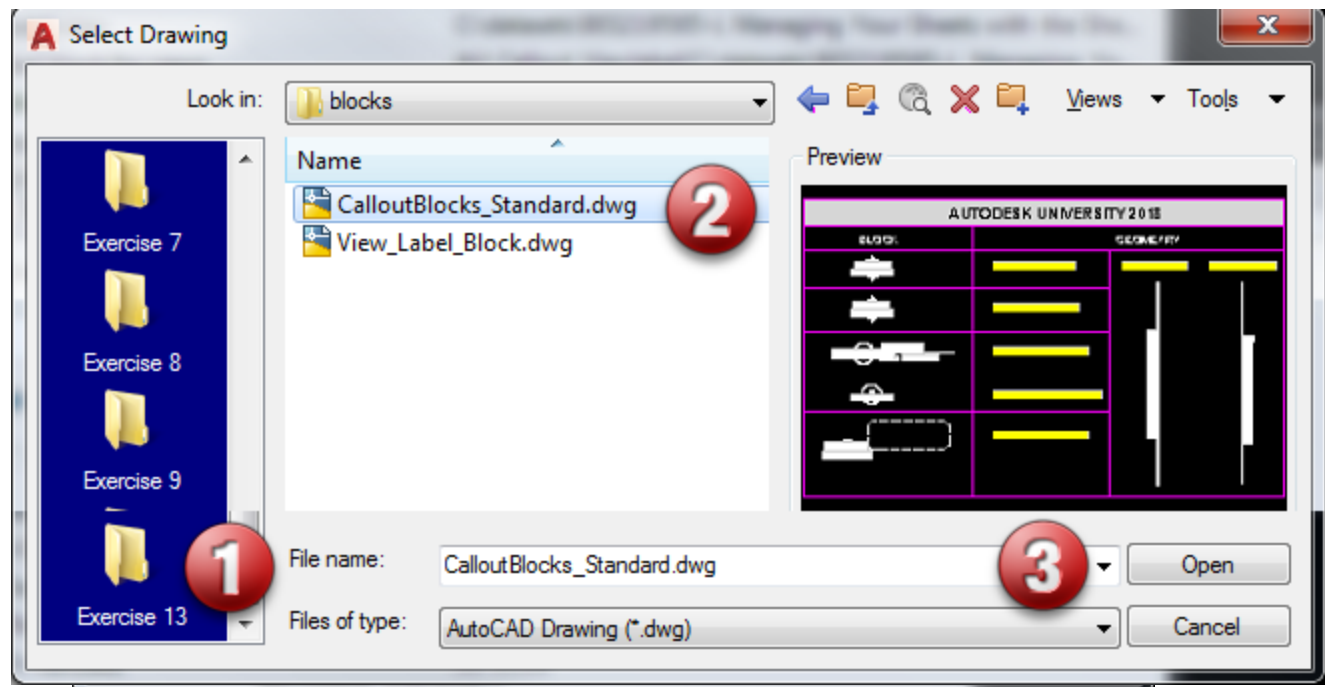 Select Drawing
Look in: blocks Views Tools
Name
Preview
CalloutBlocks_Standard.dwg
2
View_Label_Block.dwg
AUTODESK UNIVERSITY 2018
BLOCK GEOMETRY
Exercise 7
Exercise 8
Exercise 9
Exercise 13
1
File name: CalloutBlocks_Standard.dwg 3 Open
Files of type: AutoCAD Drawing (*.dwg) Cancel